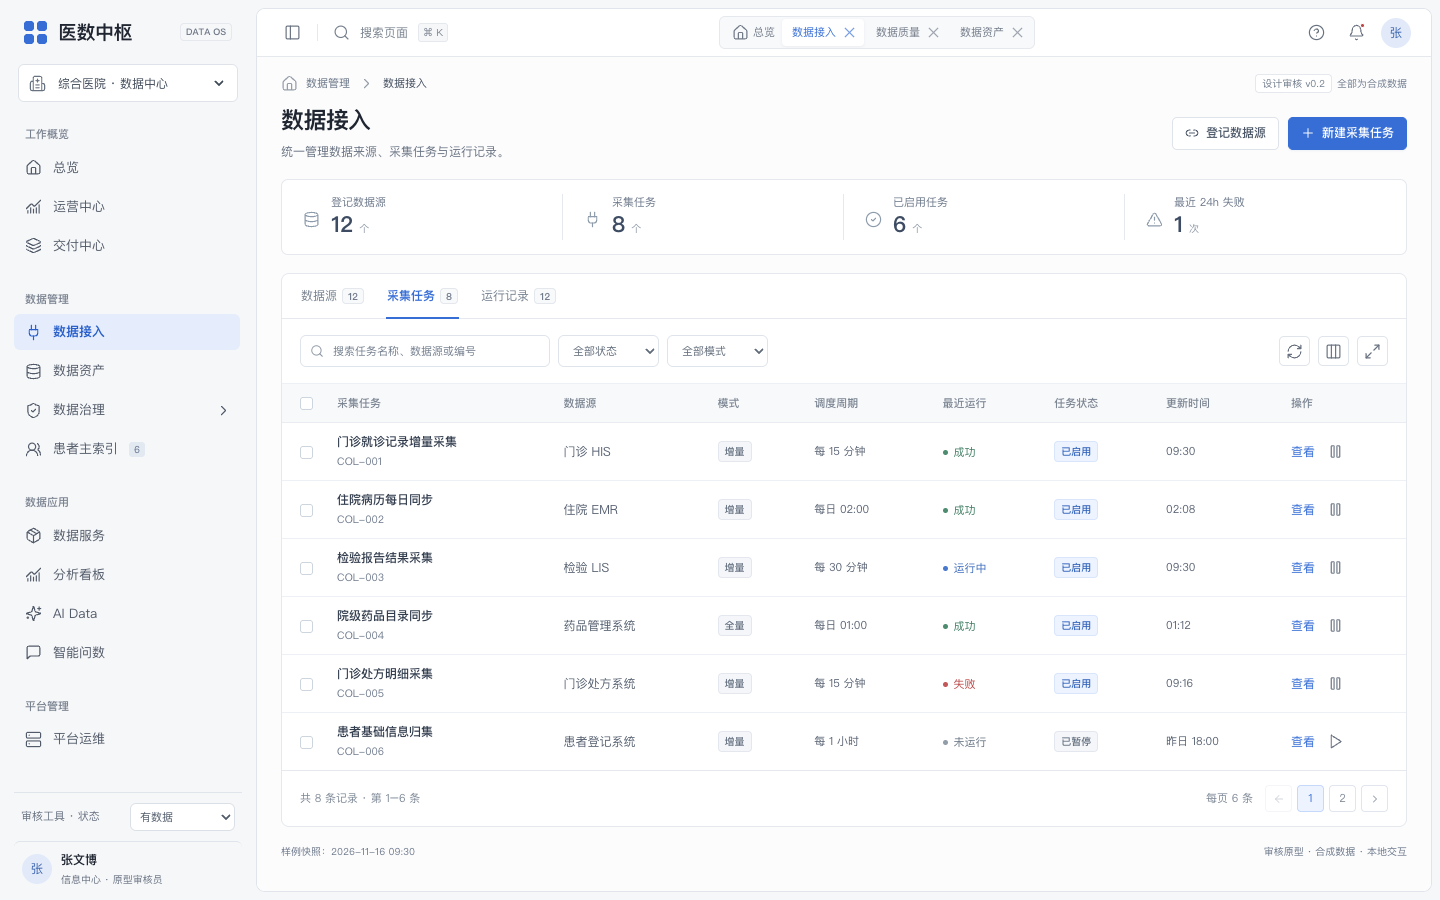 医数中枢
DATA OS
综合医院 · 数据中心
工作概览
总览
运营中心
交付中心
数据管理
数据接入
数据资产
数据治理
患者主索引 6
数据应用
数据服务
分析看板
AI Data
智能问数
平台管理
平台运维
审核工具 · 状态 有数据
张 张文博
信息中心 · 原型审核员
搜索页面 ⌘ K
总览 数据接入 数据质量 数据资产
张
数据管理 数据接入
设计审核 v0.2 全部为合成数据
数据接入
统一管理数据来源、采集任务与运行记录。
登记数据源 新建采集任务
登记数据源
12 个
采集任务
8 个
已启用任务
6 个
最近 24h 失败
1 次
数据源 12 采集任务 8 运行记录 12
搜索任务名称、数据源或编号 全部状态 全部模式
采集任务 数据源 模式 调度周期 最近运行 任务状态 更新时间 操作
门诊就诊记录增量采集
COL-001
门诊 HIS 增量 每 15 分钟 成功 已启用 09:30 查看
住院病历每日同步
COL-002
住院 EMR 增量 每日 02:00 成功 已启用 02:08 查看
检验报告结果采集
COL-003
检验 LIS 增量 每 30 分钟 运行中 已启用 09:30 查看
院级药品目录同步
COL-004
药品管理系统 全量 每日 01:00 成功 已启用 01:12 查看
门诊处方明细采集
COL-005
门诊处方系统 增量 每 15 分钟 失败 已启用 09:16 查看
患者基础信息归集
COL-006
患者登记系统 增量 每 1 小时 未运行 已暂停 昨日 18:00 查看
共 8 条记录 · 第 1–6 条
每页 6 条 1 2
样例快照：2026-11-16 09:30
审核原型 · 合成数据 · 本地交互